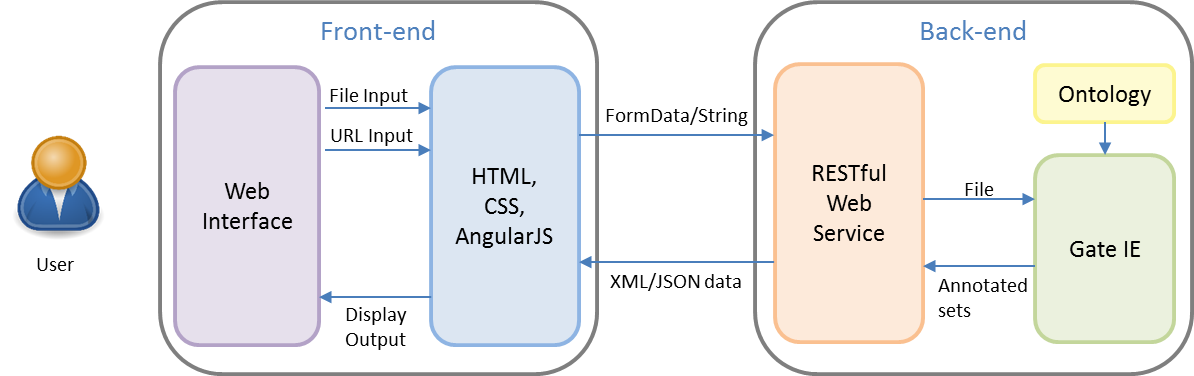 Front-end
Back-end
File Input
URL Input
Web
Interface
HTML,
CSS,
AngularJS
Display
Output
FormData/String
XML/JSON data
RESTful
Web
Service
File
Annotated
sets
Ontology
Gate IE
User